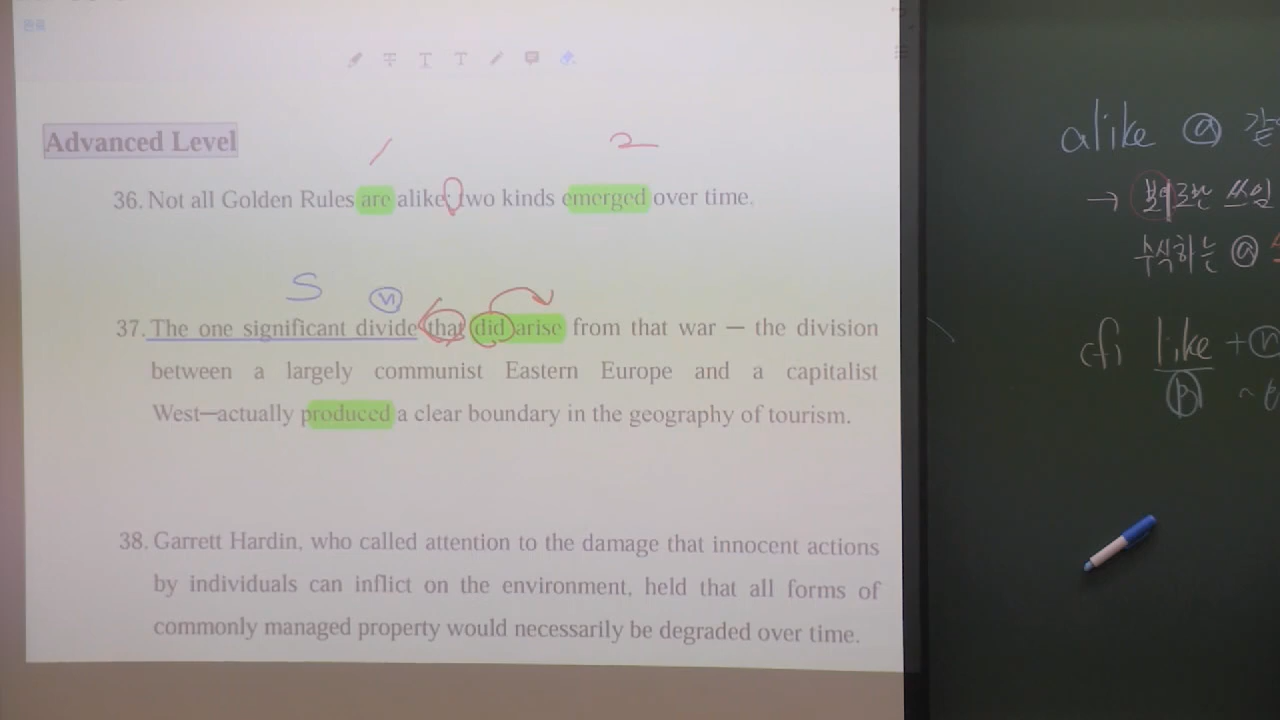 완료
Advanced Level
1 2
36. Not all Golden Rules are alike; two kinds emerged over time.
S n
37. The one significant divide that did arise from that war — the division
between a largely communist Eastern Europe and a capitalist
West—actually produced a clear boundary in the geography of tourism.
38. Garrett Hardin, who called attention to the damage that innocent actions
by individuals can inflict on the environment, held that all forms of
commonly managed property would necessarily be degraded over time.
alike ⓐ
→ 보어로만 쓰임
수식하는 ⓐ
cf) like + ⓝ
ⓟ ~